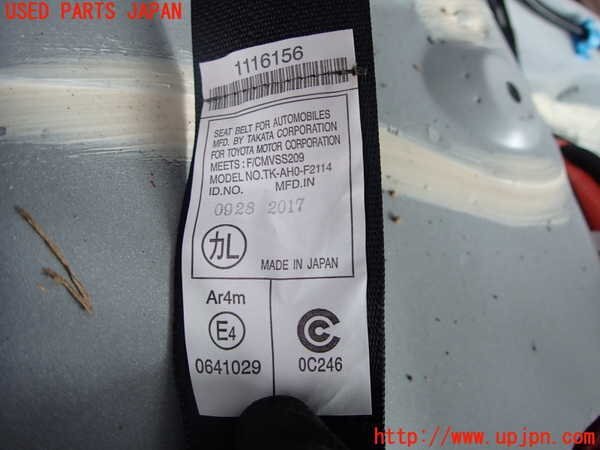 USED PARTS JAPAN
1116156
SEAT BELT FOR AUTOMOBILES
MFD. BY TAKATA CORPORATION
FOR TOYOTA MOTOR CORPORATION
MEETS: F/CMVSS209
MODEL NO.TK-AH0-F2114
ID.NO. MFD.IN
0928 2017
カL
MADE IN JAPAN
Ar4m
E4
0641029
CCC
0C246
http://www.upjpn.com/